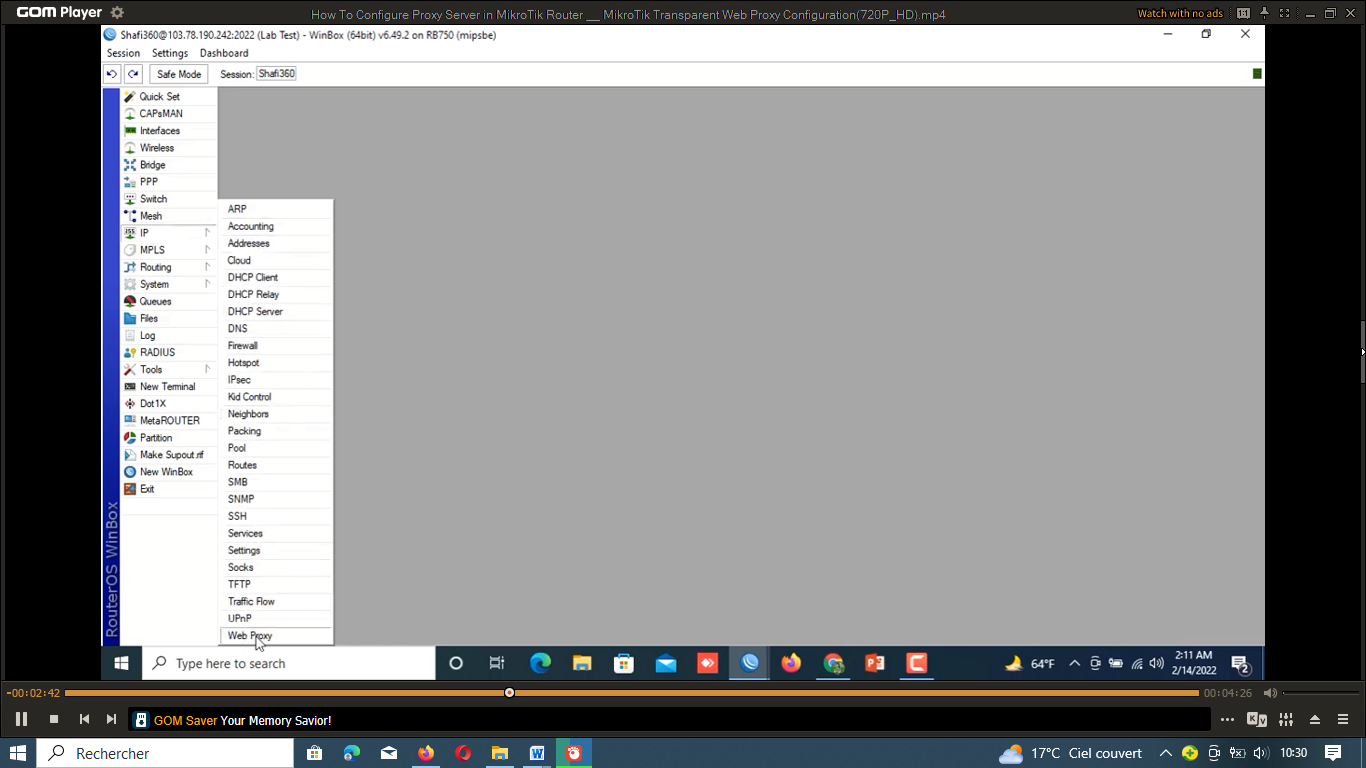 GOM Player
How To Configure Proxy Server in MikroTik Router __ MikroTik Transparent Web Proxy Configuration(720P_HD).mp4
Watch with no ads
Shafi360@103.78.190.242:2022 (Lab Test) - WinBox (64bit) v6.49.2 on RB750 (mipsbe)
Session Settings Dashboard
Safe Mode Session: Shafi360
Quick Set
CAPsMAN
Interfaces
Wireless
Bridge
PPP
Switch
Mesh
IP
MPLS
Routing
System
Queues
Files
Log
RADIUS
Tools
New Terminal
Dot1X
MetaROUTER
Partition
Make Supout.rif
New WinBox
Exit
RouterOS WinBox
ARP
Accounting
Addresses
Cloud
DHCP Client
DHCP Relay
DHCP Server
DNS
Firewall
Hotspot
IPsec
Kid Control
Neighbors
Packing
Pool
Routes
SMB
SNMP
SSH
Services
Settings
Socks
TFTP
Traffic Flow
UPnP
Web Proxy
Type here to search
64°F
2:11 AM
2/14/2022
2
-00:02:42
00:04:26
GOM Saver Your Memory Savior!
Rechercher
17°C Ciel couvert
10:30